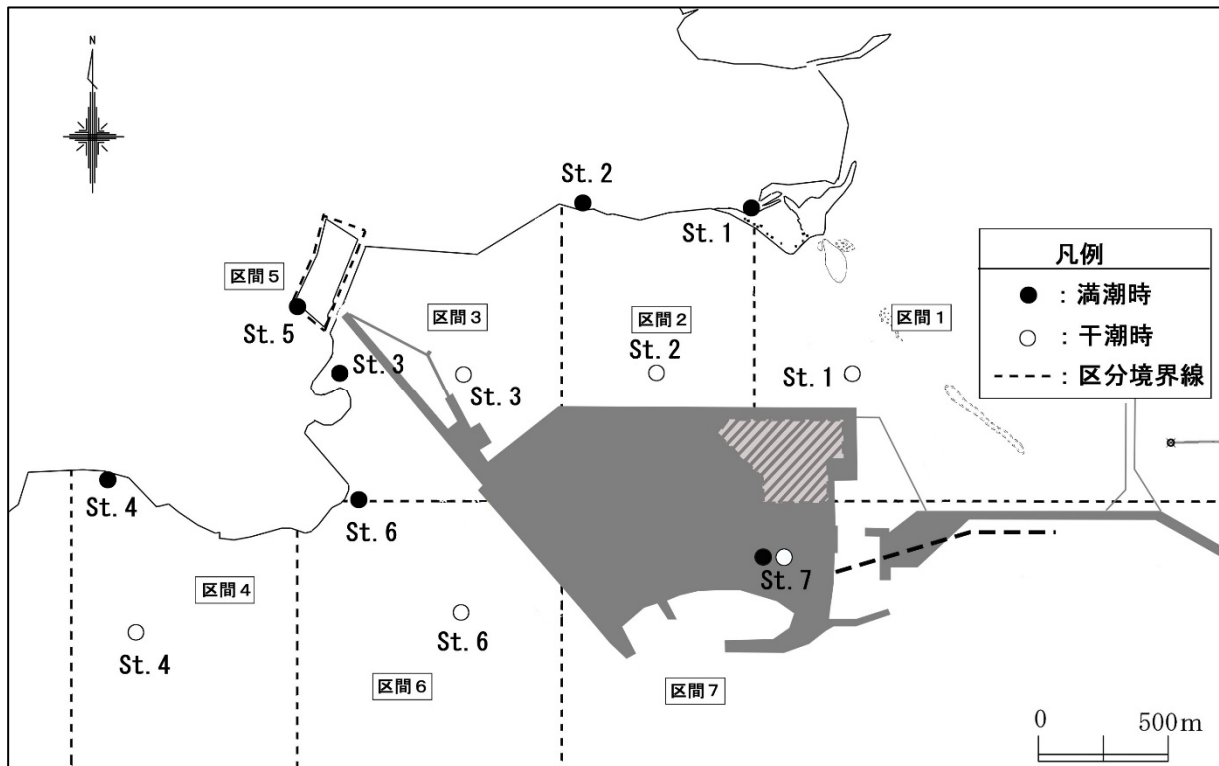 N
St. 2
St. 1
凡例
● : 満潮時
○ : 干潮時
---- : 区分境界線
区間5
St. 5
区間3
区間2
区間1
St. 3
St. 3
St. 2
St. 1
St. 4
St. 6
St. 7
区間4
St. 4
St. 6
区間6
区間7
0 500m